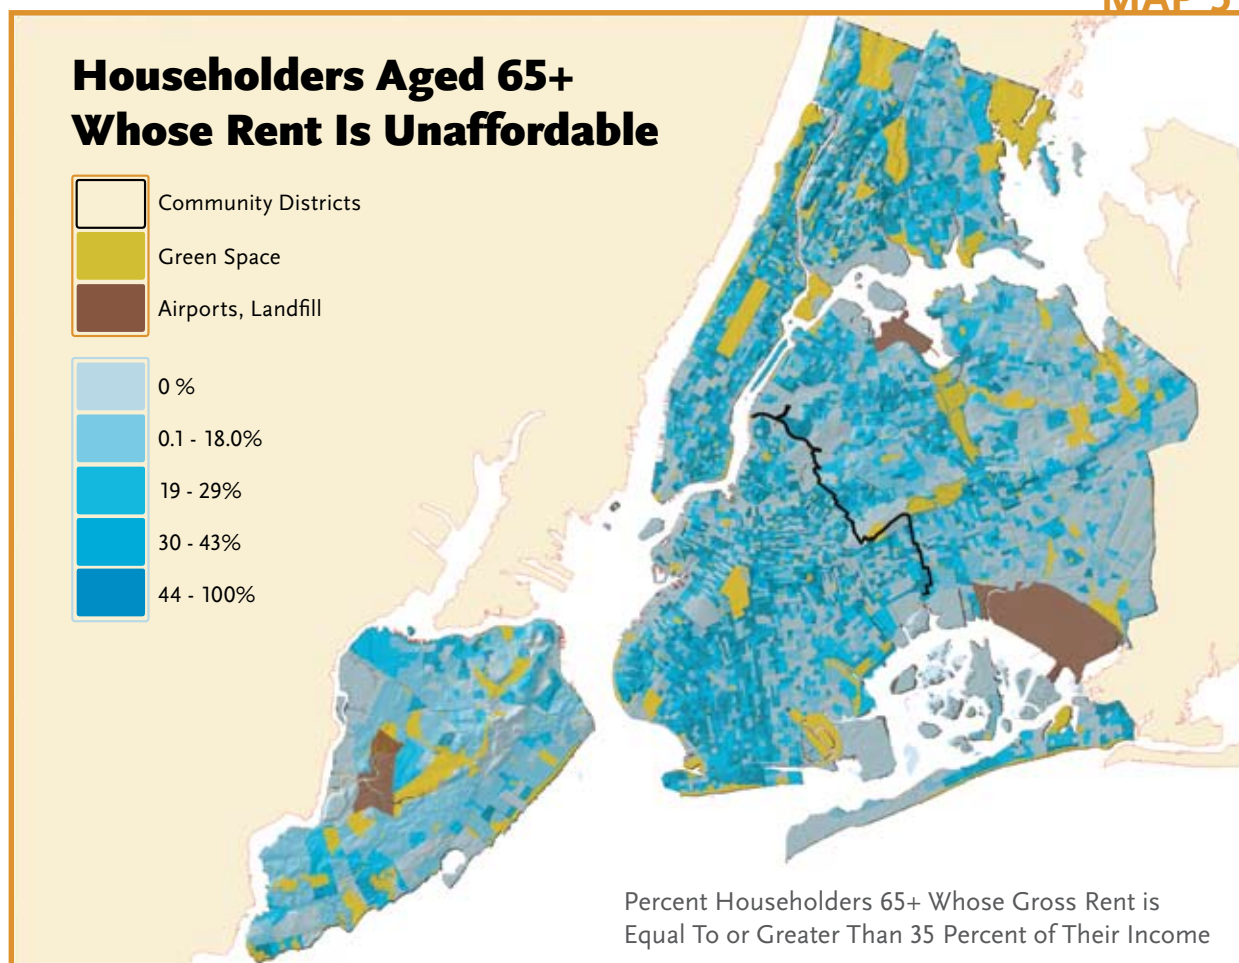 MAP 5
Householders Aged 65+
Whose Rent Is Unaffordable
Community Districts
Green Space
Airports, Landfill
0 %
0.1 - 18.0%
19 - 29%
30 - 43%
44 - 100%
Percent Householders 65+ Whose Gross Rent is
Equal To or Greater Than 35 Percent of Their Income